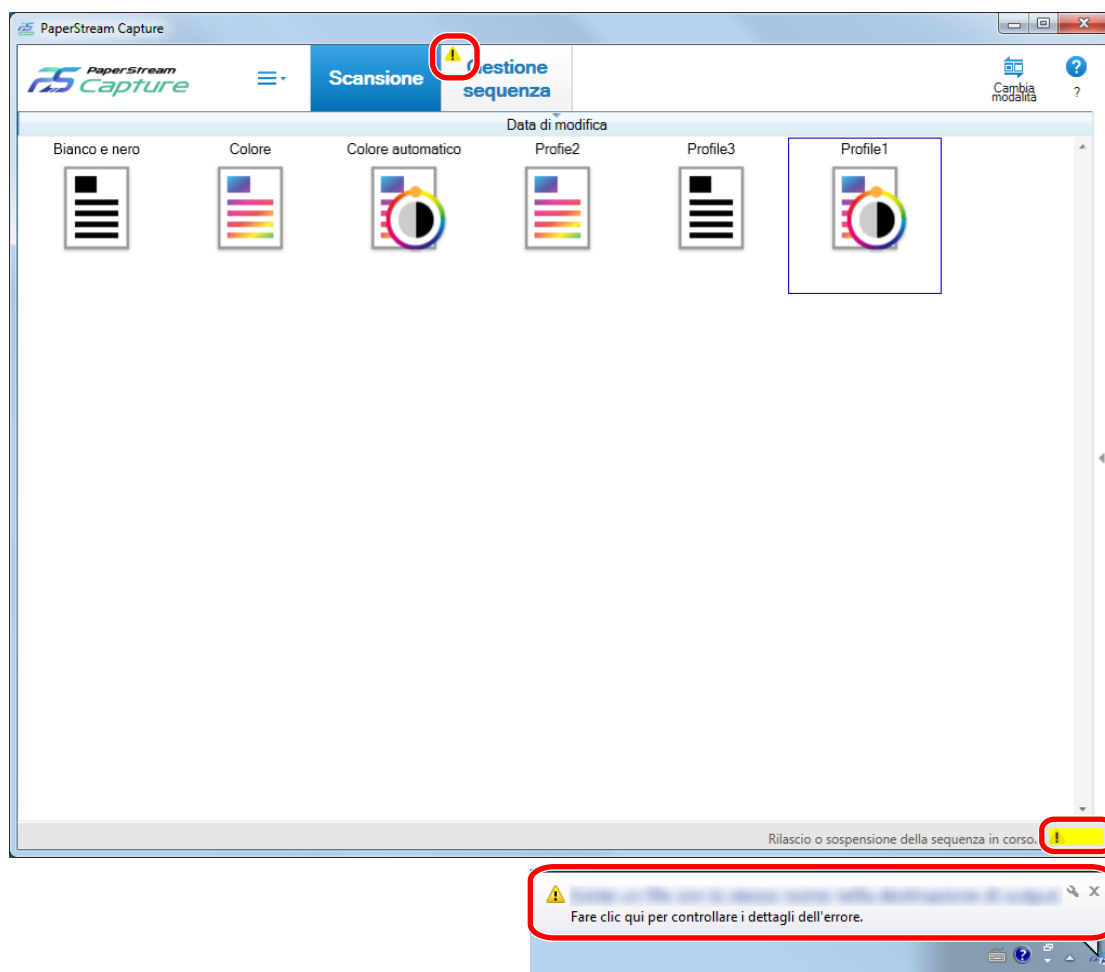 PaperStream Capture
PaperStream
Capture
Scansione
Gestione
sequenza
Cambia
modalità
?
?
Data di modifica
Bianco e nero
Colore
Colore automatico
Profie2
Profile3
Profile1
Rilascio o sospensione della sequenza in corso.
Fare clic qui per controllare i dettagli dell'errore.